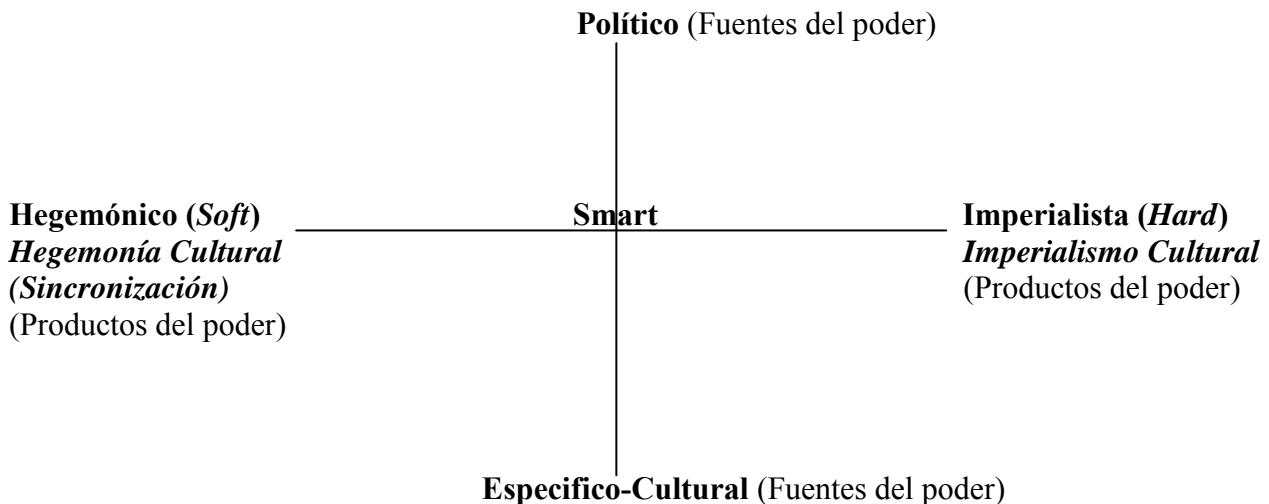 Político (Fuentes del poder)
Hegemónico (Soft)
Hegemonía Cultural
(Sincronización)
(Productos del poder)
Smart
Imperialista (Hard)
Imperialismo Cultural
(Productos del poder)
Especifico-Cultural (Fuentes del poder)